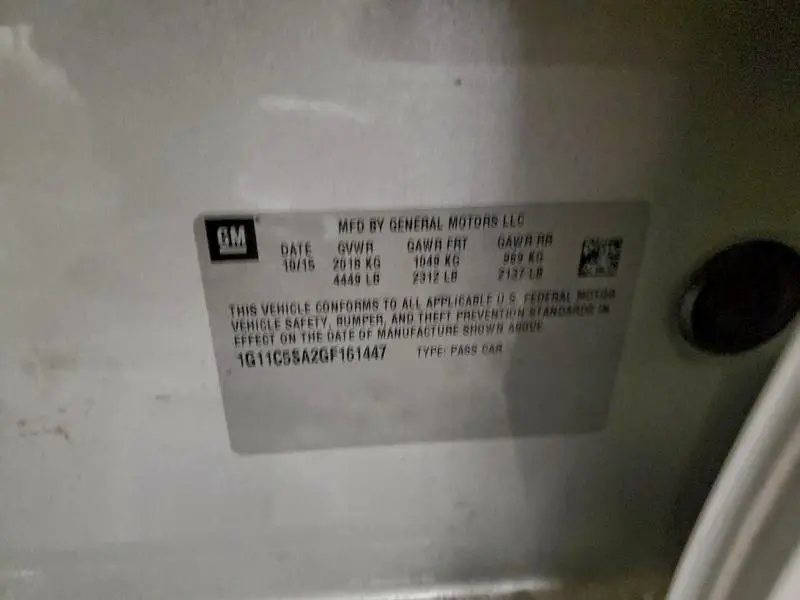 GM
MFD BY GENERAL MOTORS LLC
DATE GVWR GAWR FRT GAWR RR
10/15 2018 KG 1049 KG 969 KG
4449 LB 2312 LB 2137 LB
THIS VEHICLE CONFORMS TO ALL APPLICABLE U.S. FEDERAL MOTOR
VEHICLE SAFETY, BUMPER, AND THEFT PREVENTION STANDARDS IN
EFFECT ON THE DATE OF MANUFACTURE SHOWN ABOVE.
1G11C5SA2GF161447 TYPE: PASS CAR